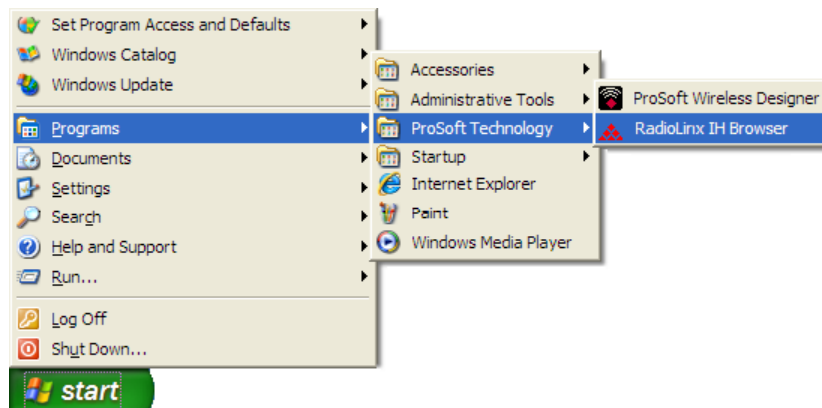 Set Program Access and Defaults
Windows Catalog
Windows Update
Programs
Documents
Settings
Search
Help and Support
Run...
Log Off
Shut Down...
start
Accessories
Administrative Tools
ProSoft Technology
Startup
Internet Explorer
Paint
Windows Media Player
ProSoft Wireless Designer
RadioLinx IH Browser